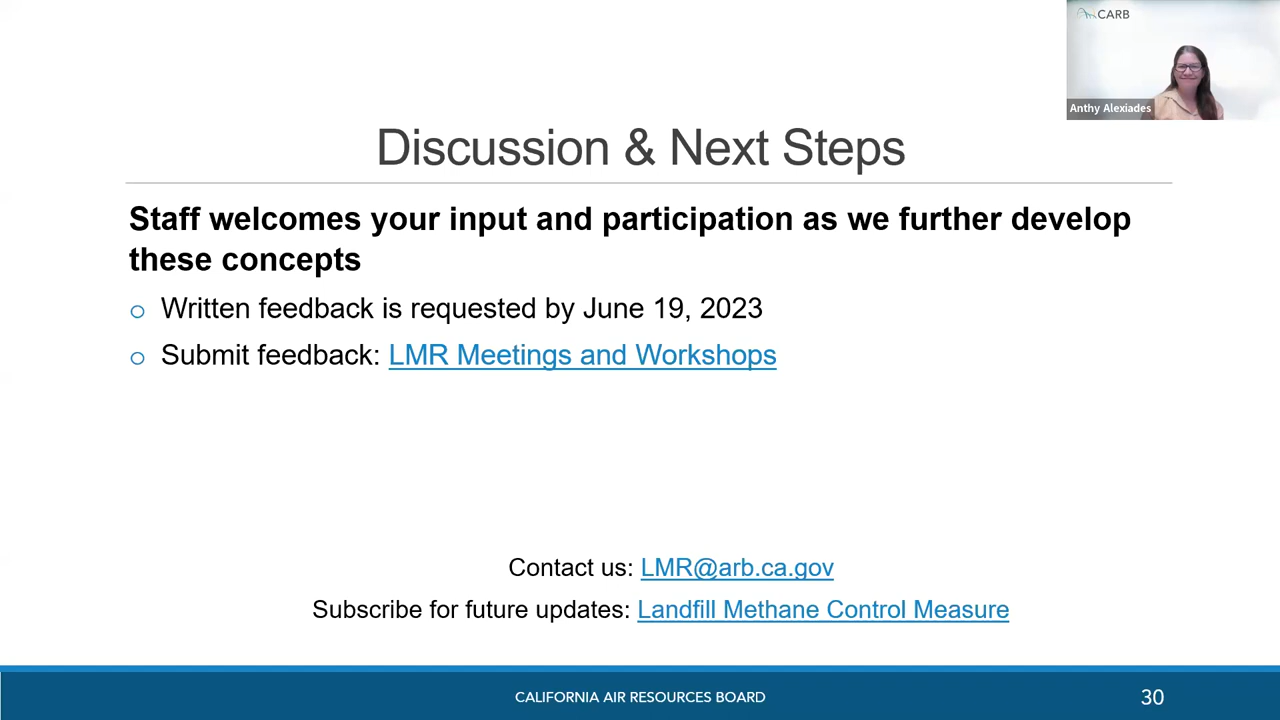 CARB
Anthy Alexiades
Discussion & Next Steps
Staff welcomes your input and participation as we further develop
these concepts
o Written feedback is requested by June 19, 2023
o Submit feedback: LMR Meetings and Workshops
Contact us: LMR@arb.ca.gov
Subscribe for future updates: Landfill Methane Control Measure
CALIFORNIA AIR RESOURCES BOARD
30